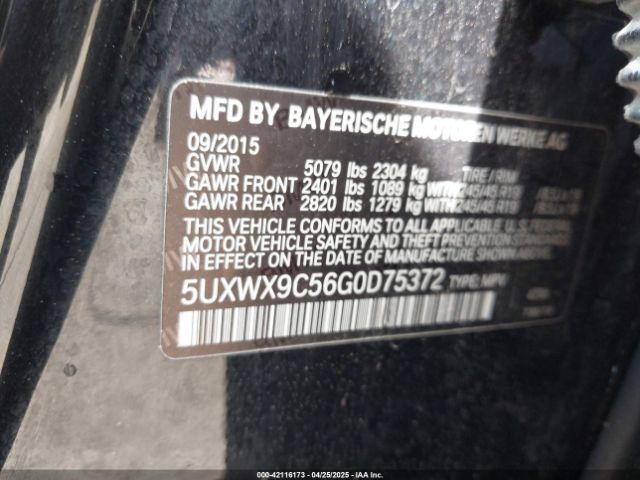 MFD BY BAYERISCHE MOTOREN WERKE AG
09/2015
GVWR 5079 lbs 2304 kg TIRE / RIM
GAWR FRONT 2401 lbs 1089 kg WITH 245/45 R19
GAWR REAR 2820 lbs 1279 kg WITH 245/45 R19
THIS VEHICLE CONFORMS TO ALL APPLICABLE U.S. FEDERAL
MOTOR VEHICLE SAFETY AND THEFT PREVENTION STANDARDS
IN EFFECT ON THE DATE OF MANUFACTURE SHOWN ABOVE.
5UXWX9C56G0D75372 TYPE: MPV
000-42116173 - 04/25/2025 - IAA Inc.